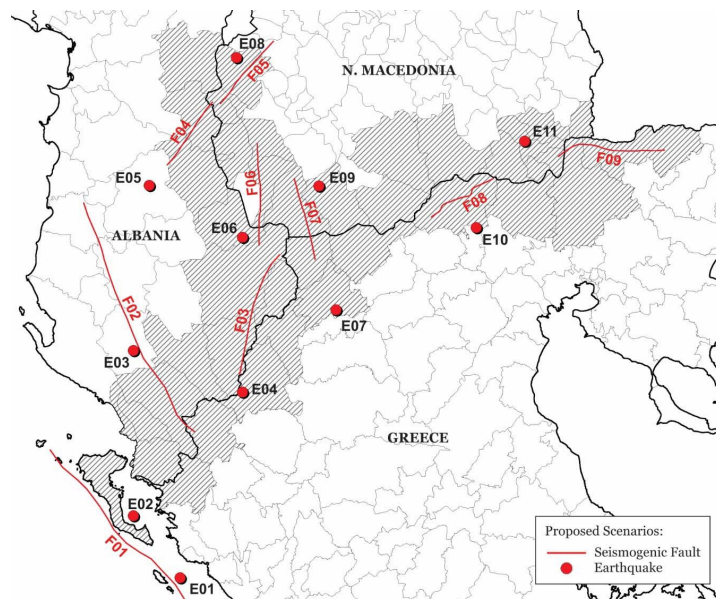 E08
F05
N. MACEDONIA
F04
E11
F09
E05
F06
E09
F07
F08
ALBANIA
E06
E10
F02
F03
E07
E03
E04
GREECE
E02
F01
E01
Proposed Scenarios:
Seismogenic Fault
Earthquake